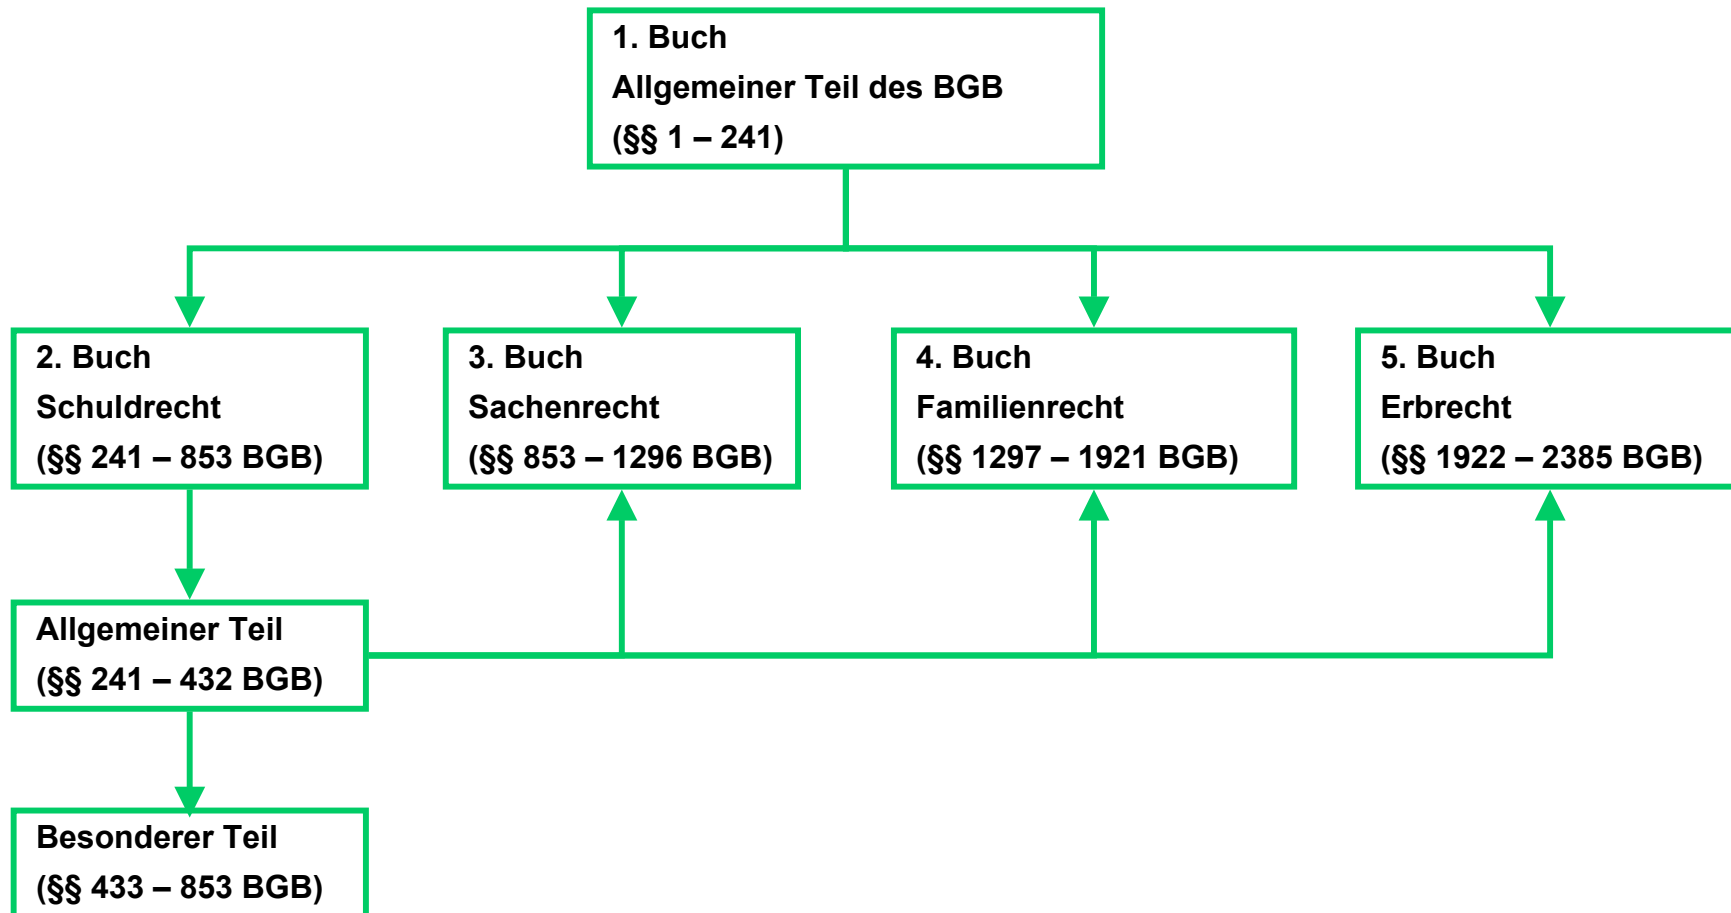 1. Buch
Allgemeiner Teil des BGB
(§§ 1 – 241)
2. Buch
Schuldrecht
(§§ 241 – 853 BGB)
3. Buch
Sachenrecht
(§§ 853 – 1296 BGB)
4. Buch
Familienrecht
(§§ 1297 – 1921 BGB)
5. Buch
Erbrecht
(§§ 1922 – 2385 BGB)
Allgemeiner Teil
(§§ 241 – 432 BGB)
Besonderer Teil
(§§ 433 – 853 BGB)